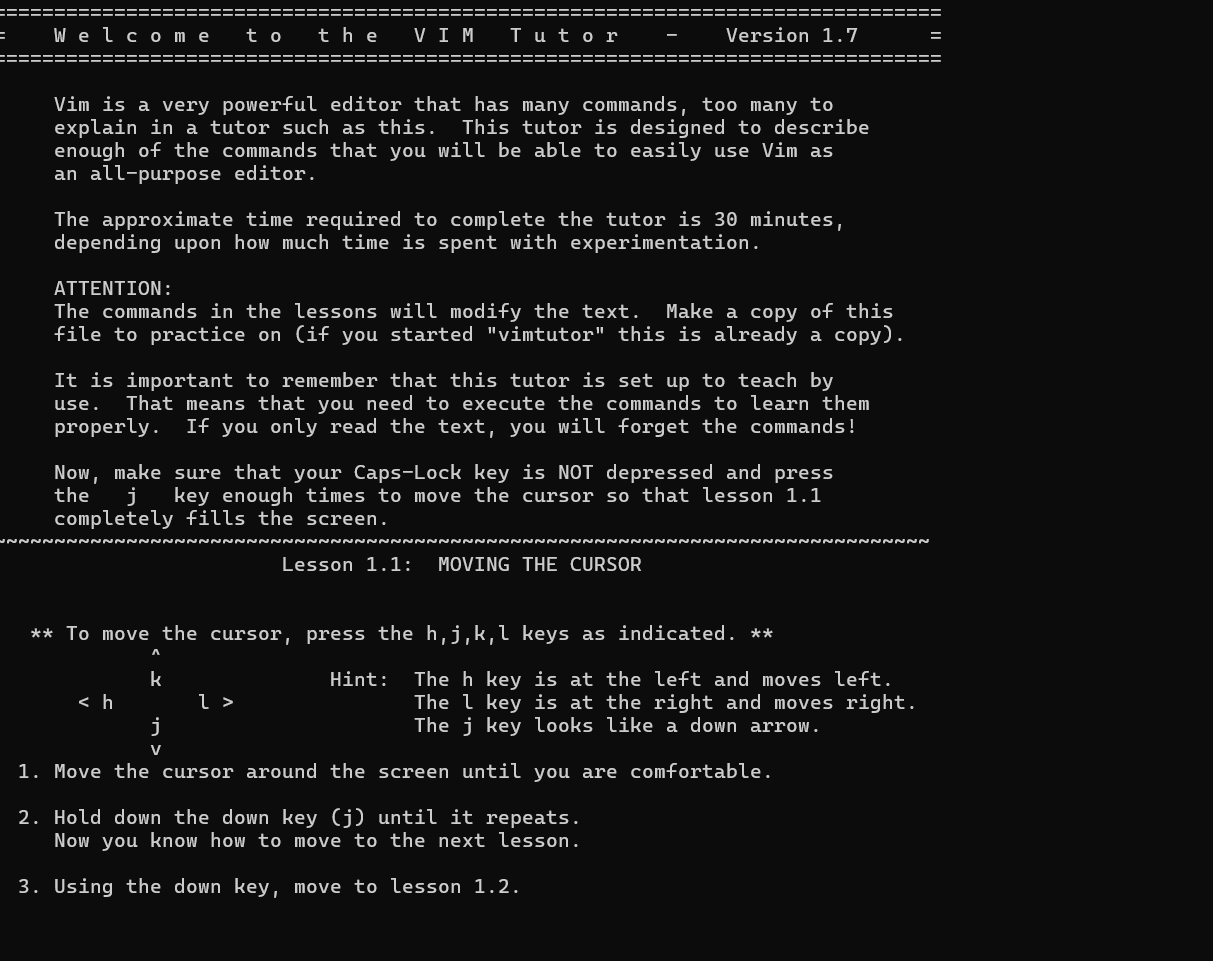 ===============================================================================
=    W e l c o m e   t o   t h e   V I M   T u t o r    -    Version 1.7      =
===============================================================================

     Vim is a very powerful editor that has many commands, too many to
     explain in a tutor such as this.  This tutor is designed to describe
     enough of the commands that you will be able to easily use Vim as
     an all-purpose editor.

     The approximate time required to complete the tutor is 30 minutes,
     depending upon how much time is spent with experimentation.

     ATTENTION:
     The commands in the lessons will modify the text.  Make a copy of this
     file to practice on (if you started "vimtutor" this is already a copy).

     It is important to remember that this tutor is set up to teach by
     use.  That means that you need to execute the commands to learn them
     properly.  If you only read the text, you will forget the commands!

     Now, make sure that your Caps-Lock key is NOT depressed and press
     the   j   key enough times to move the cursor so that lesson 1.1
     completely fills the screen.
~~~~~~~~~~~~~~~~~~~~~~~~~~~~~~~~~~~~~~~~~~~~~~~~~~~~~~~~~~~~~~~~~~~~~~~~~~~~~~
                        Lesson 1.1:  MOVING THE CURSOR


   ** To move the cursor, press the h,j,k,l keys as indicated. **
             ^
             k              Hint:  The h key is at the left and moves left.
       < h       l >               The l key is at the right and moves right.
             j                     The j key looks like a down arrow.
             v
  1. Move the cursor around the screen until you are comfortable.

  2. Hold down the down key (j) until it repeats.
     Now you know how to move to the next lesson.

  3. Using the down key, move to lesson 1.2.